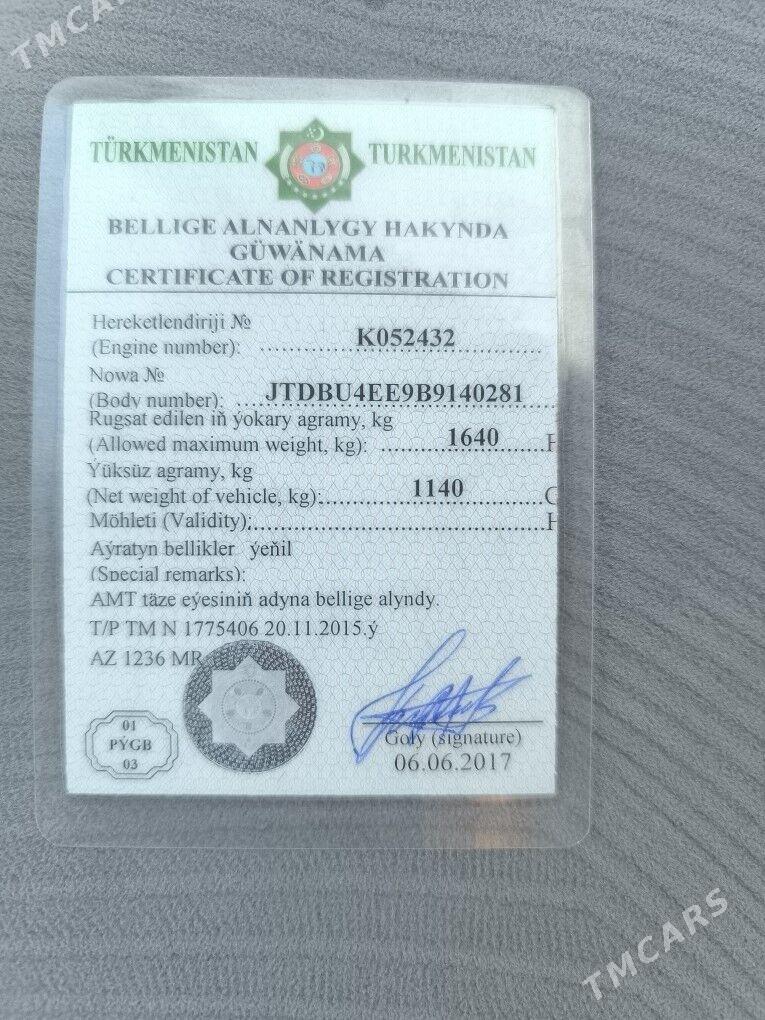 TMCARS
TÜRKMENISTAN TURKMENISTAN
BELLIGE ALNANLYGY HAKYNDA
GÜWÄNAMA
CERTIFICATE OF REGISTRATION
Hereketlendiriji №
(Engine number): K052432
Nowa №
(Body number): JTDBU4EE9B9140281
Rugsat edilen iň ýokary agramy, kg
(Allowed maximum weight, kg): 1640 H
Ýüksüz agramy, kg
(Net weight of vehicle, kg): 1140 G
Möhleti (Validity): H
Aýratyn bellikler ýeňil
(Special remarks):
AMT täze eýesiniň adyna bellige alyndy.
T/P TM N 1775406 20.11.2015.ý
AZ 1236 MR
01
PÝGB
03
Goly (signature)
06.06.2017
TMCARS